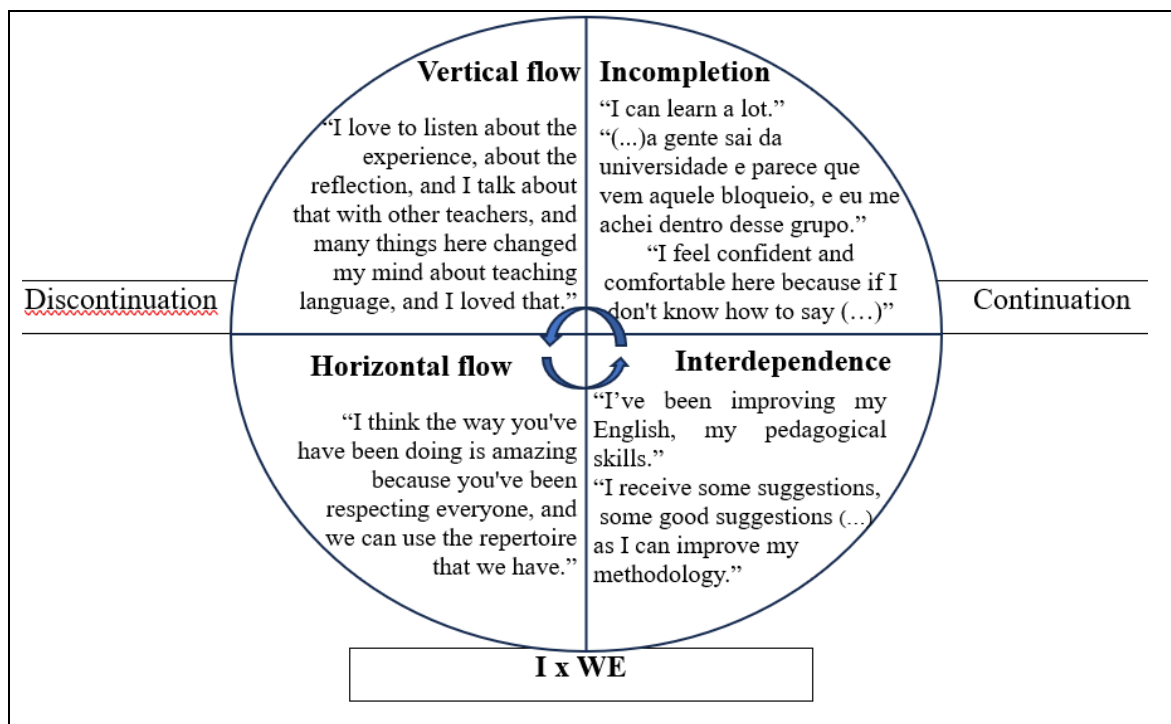 Vertical flow
“I love to listen about the
experience, about the
reflection, and I talk about
that with other teachers, and
many things here changed
my mind about teaching
language, and I loved that.”
Incompletion
“I can learn a lot.”
“(...)a gente sai da
universidade e parece que
vem aquele bloqueio, e eu me
achei dentro desse grupo.”
“I feel confident and
comfortable here because if I
don't know how to say (…)”
Discontinuation
Continuation
Horizontal flow
“I think the way you've
have been doing is amazing
because you've been
respecting everyone, and
we can use the repertoire
that we have.”
Interdependence
“I’ve been improving my
English, my pedagogical
skills.”
“I receive some suggestions,
some good suggestions (…)
as I can improve my
methodology.”
I x WE